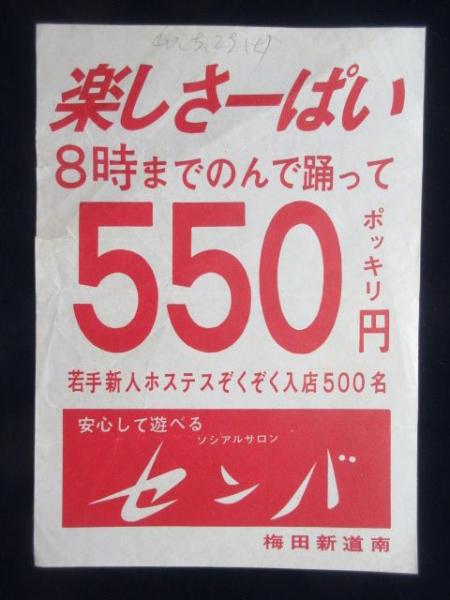 楽しさーぱい
8時までのんで踊って
550円
ポッキリ
若手新人ホステスぞくぞく入店500名
安心して遊べる
ソシアルサロン
センバ
梅田新道南